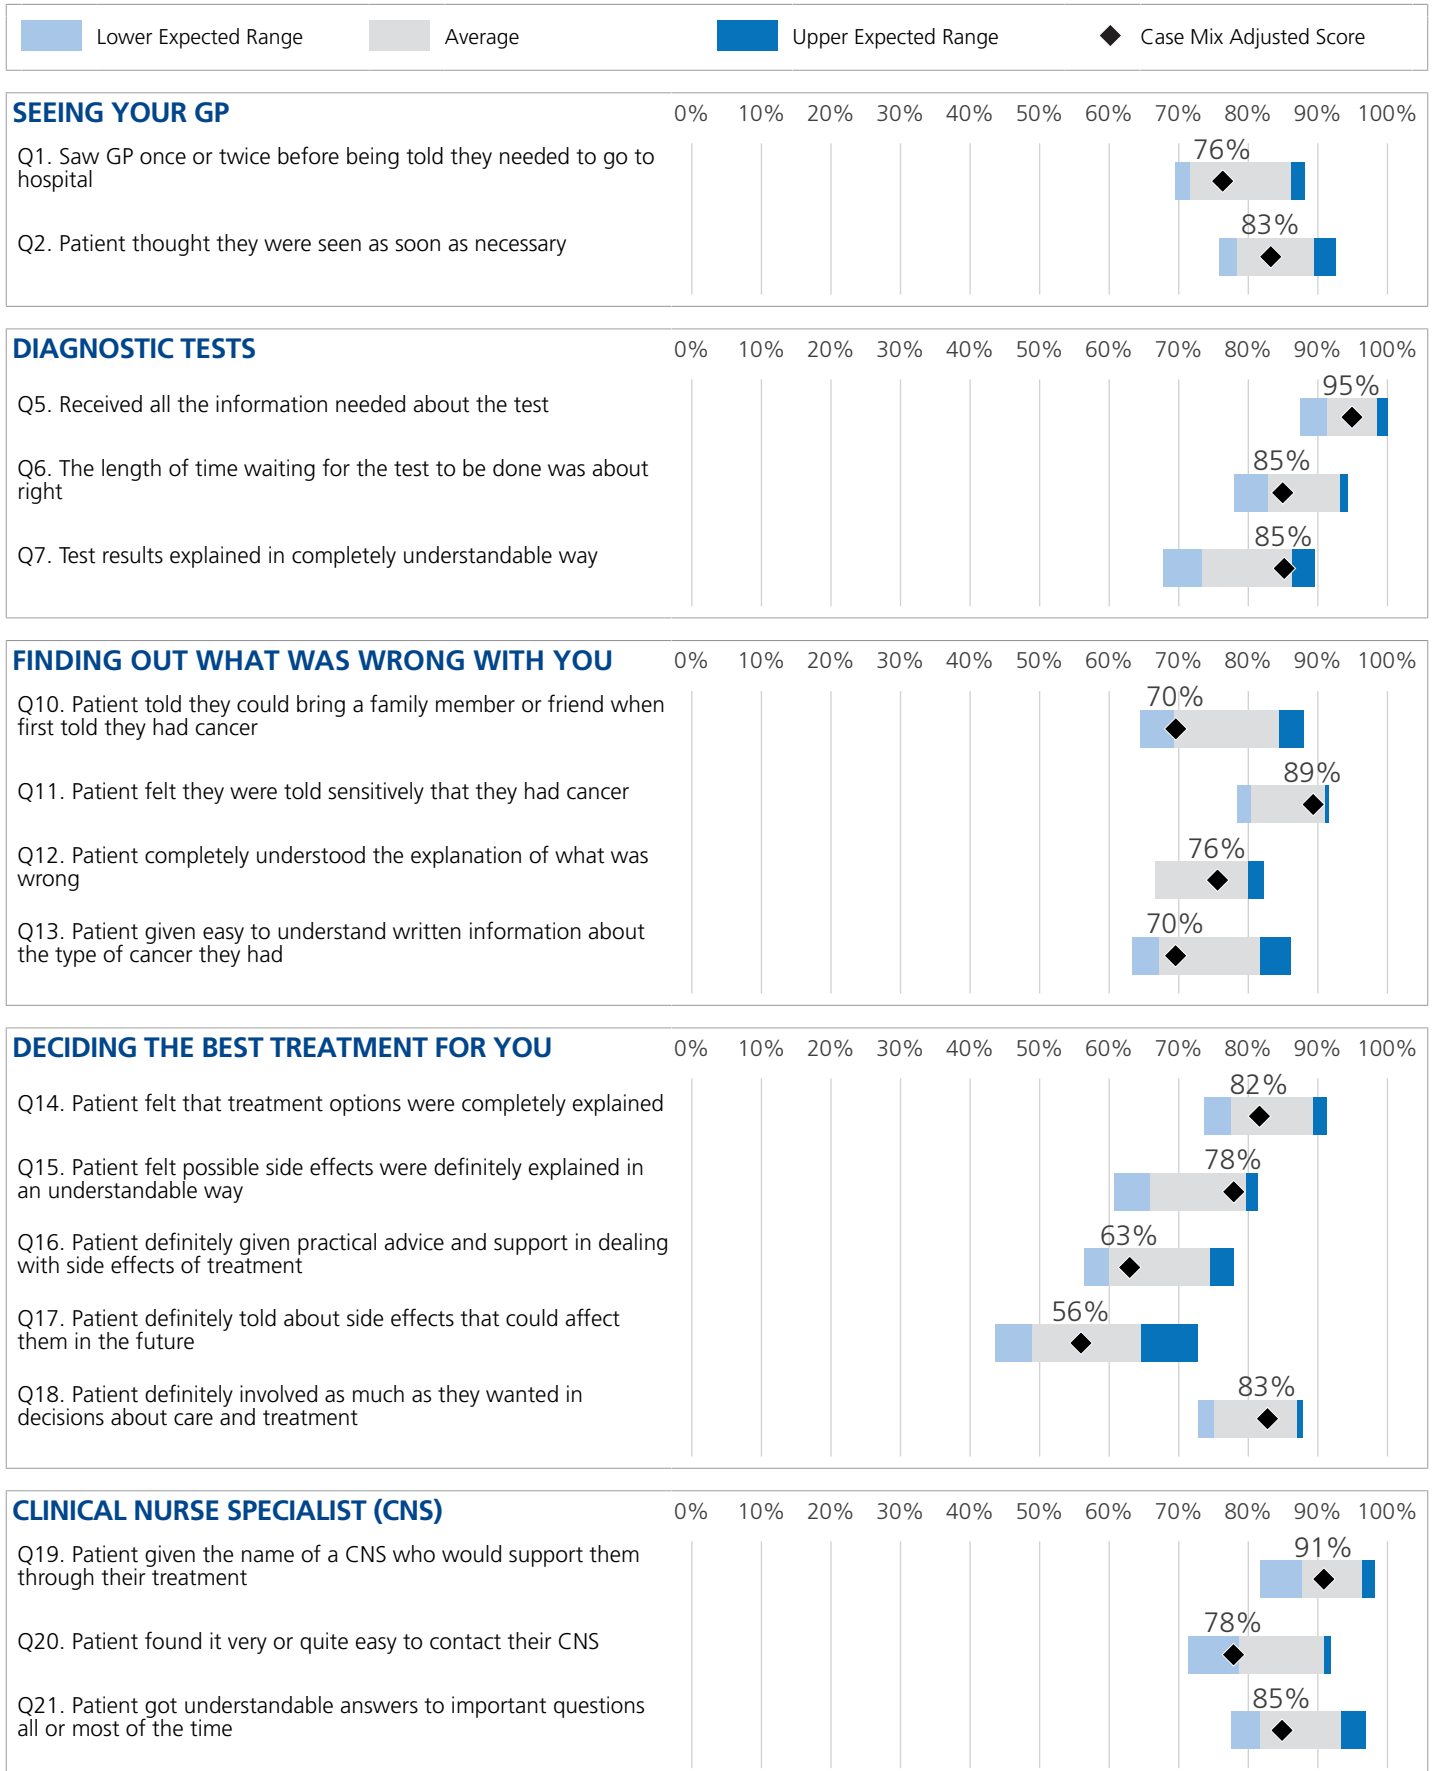 Lower Expected Range Average Upper Expected Range Case Mix Adjusted Score
SEEING YOUR GP 0% 10% 20% 30% 40% 50% 60% 70% 80% 90% 100%
Q1. Saw GP once or twice before being told they needed to go to
hospital
76%
Q2. Patient thought they were seen as soon as necessary
83%
DIAGNOSTIC TESTS 0% 10% 20% 30% 40% 50% 60% 70% 80% 90% 100%
Q5. Received all the information needed about the test
95%
Q6. The length of time waiting for the test to be done was about
right
85%
Q7. Test results explained in completely understandable way
85%
FINDING OUT WHAT WAS WRONG WITH YOU 0% 10% 20% 30% 40% 50% 60% 70% 80% 90% 100%
Q10. Patient told they could bring a family member or friend when
first told they had cancer
70%
Q11. Patient felt they were told sensitively that they had cancer
89%
Q12. Patient completely understood the explanation of what was
wrong
76%
Q13. Patient given easy to understand written information about
the type of cancer they had
70%
DECIDING THE BEST TREATMENT FOR YOU 0% 10% 20% 30% 40% 50% 60% 70% 80% 90% 100%
Q14. Patient felt that treatment options were completely explained
82%
Q15. Patient felt possible side effects were definitely explained in
an understandable way
78%
Q16. Patient definitely given practical advice and support in dealing
with side effects of treatment
63%
Q17. Patient definitely told about side effects that could affect
them in the future
56%
Q18. Patient definitely involved as much as they wanted in
decisions about care and treatment
83%
CLINICAL NURSE SPECIALIST (CNS) 0% 10% 20% 30% 40% 50% 60% 70% 80% 90% 100%
Q19. Patient given the name of a CNS who would support them
through their treatment
91%
Q20. Patient found it very or quite easy to contact their CNS
78%
Q21. Patient got understandable answers to important questions
all or most of the time
85%